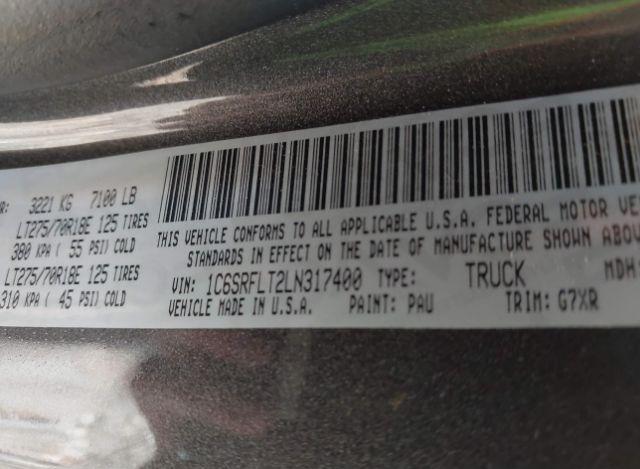 R: 3221 KG 7100 LB
LT275/70R18E 125 TIRES
380 KPA ( 55 PSI) COLD
LT275/70R18E 125 TIRES
310 KPA ( 45 PSI) COLD
THIS VEHICLE CONFORMS TO ALL APPLICABLE U.S.A. FEDERAL MOTOR VE
STANDARDS IN EFFECT ON THE DATE OF MANUFACTURE SHOWN ABOV
VIN: 1C6SRFLT2LN317400 TYPE: TRUCK MDH:
VEHICLE MADE IN U.S.A. PAINT: PAU TRIM: G7XR